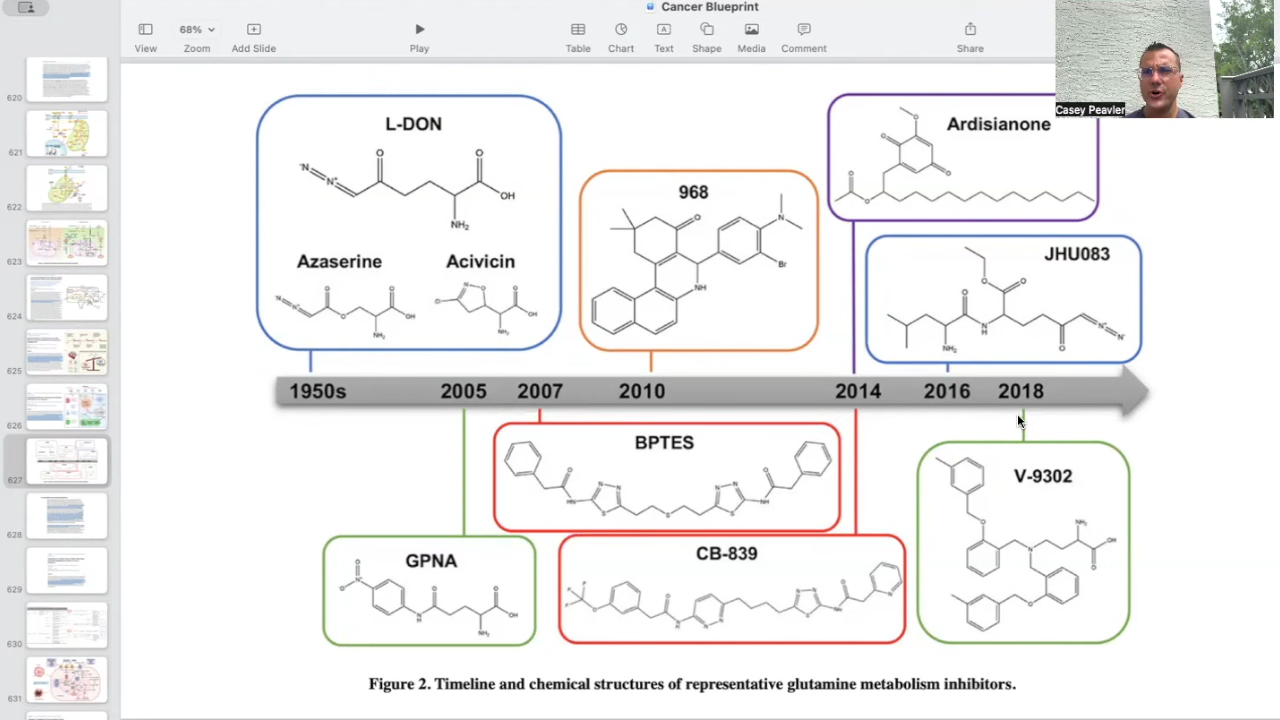 Cancer Blueprint
68%
View
Zoom
Add Slide
Play
Table
Chart
Text
Shape
Media
Comment
Share
Casey Peavler
620
621
622
623
624
625
626
627
628
629
630
631
L-DON
Azaserine
Acivicin
968
Ardisianone
JHU083
1950s 2005 2007 2010 2014 2016 2018
BPTES
V-9302
GPNA
CB-839
Figure 2. Timeline and chemical structures of representative glutamine metabolism inhibitors.